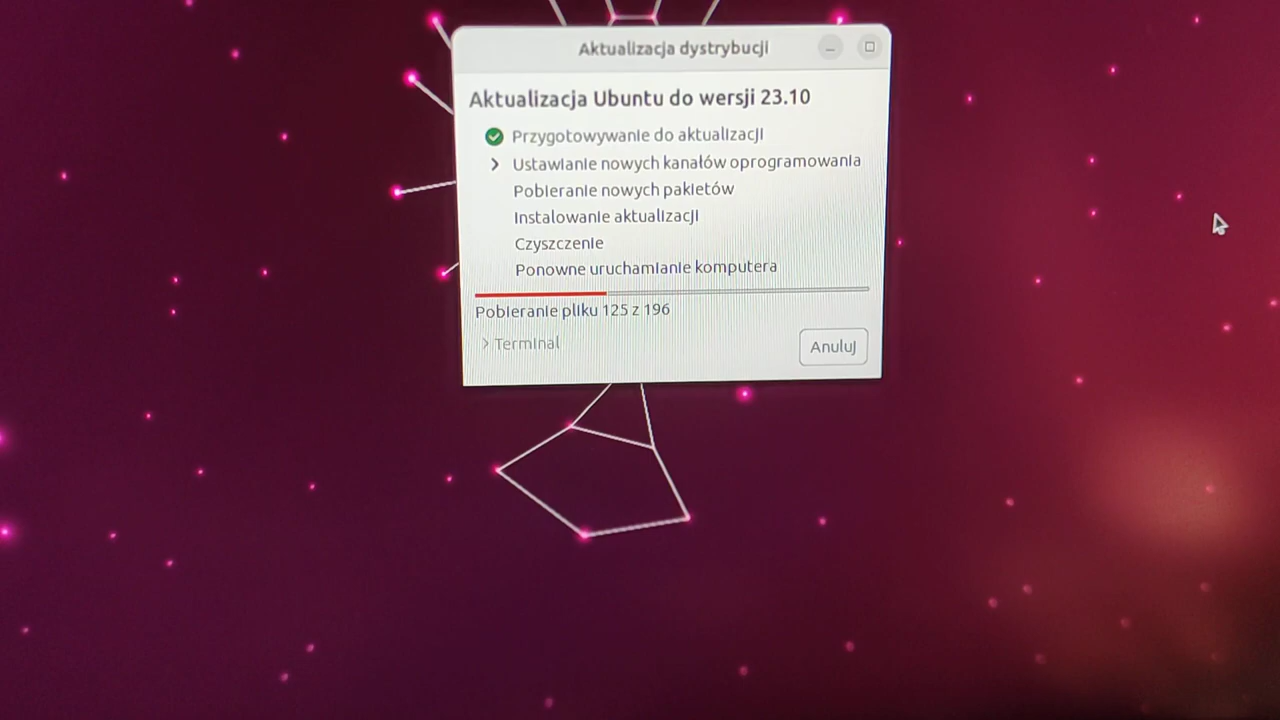 Aktualizacja dystrybucji
Aktualizacja Ubuntu do wersji 23.10
Przygotowywanie do aktualizacji
Ustawianie nowych kanałów oprogramowania
Pobieranie nowych pakietów
Instalowanie aktualizacji
Czyszczenie
Ponowne uruchamianie komputera
Pobieranie pliku 125 z 196
Terminal
Anuluj